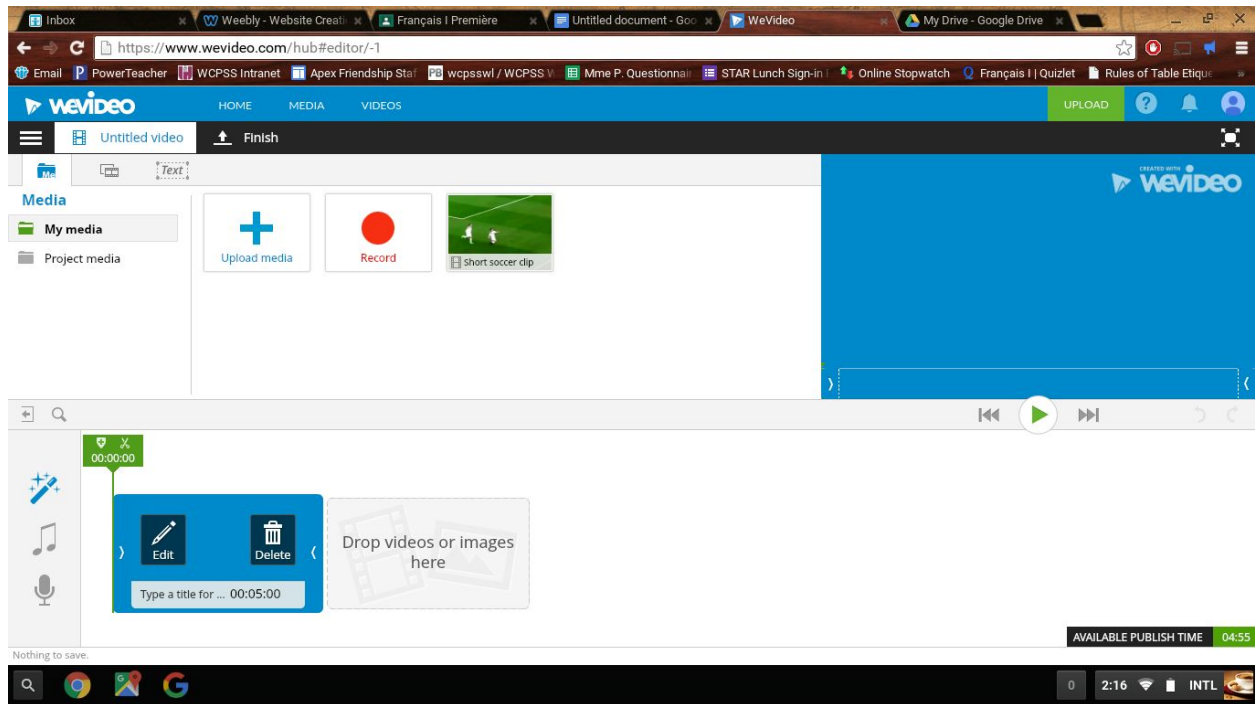 Inbox Weebly - Website Creati Français I Première Untitled document - Goo WeVideo My Drive - Google Drive
https://www.wevideo.com/hub#editor/-1
Email PowerTeacher WCPSS Intranet Apex Friendship Staf PB wcpsswl / WCPSS W Mme P. Questionnair STAR Lunch Sign-in Online Stopwatch Français I | Quizlet Rules of Table Etique
WeVideo HOME MEDIA VIDEOS UPLOAD
Untitled video Finish
Me Text
CREATED WITH
WeVideo
Media
My media
Project media
Upload media Record Short soccer clip
00:00:00
Edit Delete
Drop videos or images
here
Type a title for ... 00:05:00
AVAILABLE PUBLISH TIME 04:55
Nothing to save.
0 2:16 INTL